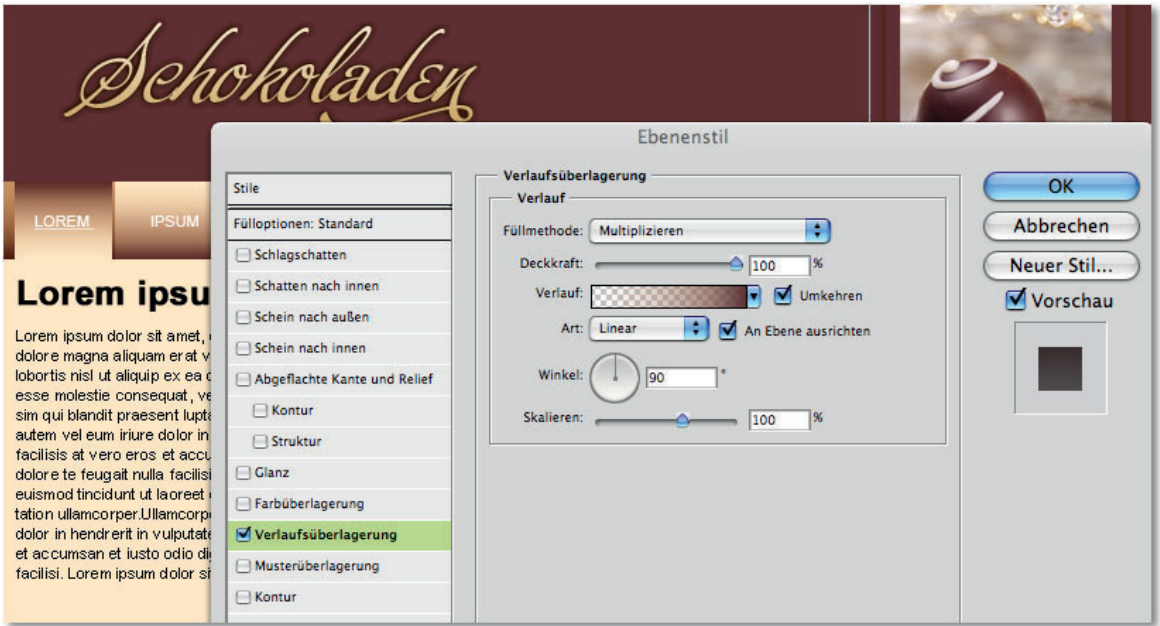 Schokoladen
LOREM IPSUM
Lorem ipsu
Lorem ipsum dolor sit amet,
dolore magna aliquam erat v
lobortis nisl ut aliquip ex ea
esse molestie consequat, ve
sim qui blandit praesent lupt
autem vel eum iriure dolor in
facilisis at vero eros et accu
dolore te feugait nulla facilisi
euismod tincidunt ut laoreet
tation ullamcorper.Ullamcorp
dolor in hendrerit in vulputate
et accumsan et iusto odio di
facilisi. Lorem ipsum dolor si
Ebenenstil
Stile
Fülloptionen: Standard
Schlagschatten
Schatten nach innen
Schein nach außen
Schein nach innen
Abgeflachte Kante und Relief
Kontur
Struktur
Glanz
Farbüberlagerung
Verlaufsüberlagerung
Musterüberlagerung
Kontur
Verlaufsüberlagerung
Verlauf
Füllmethode: Multiplizieren
Deckkraft: 100 %
Verlauf: Umkehren
Art: Linear An Ebene ausrichten
Winkel: 90 °
Skalieren: 100 %
OK
Abbrechen
Neuer Stil...
Vorschau